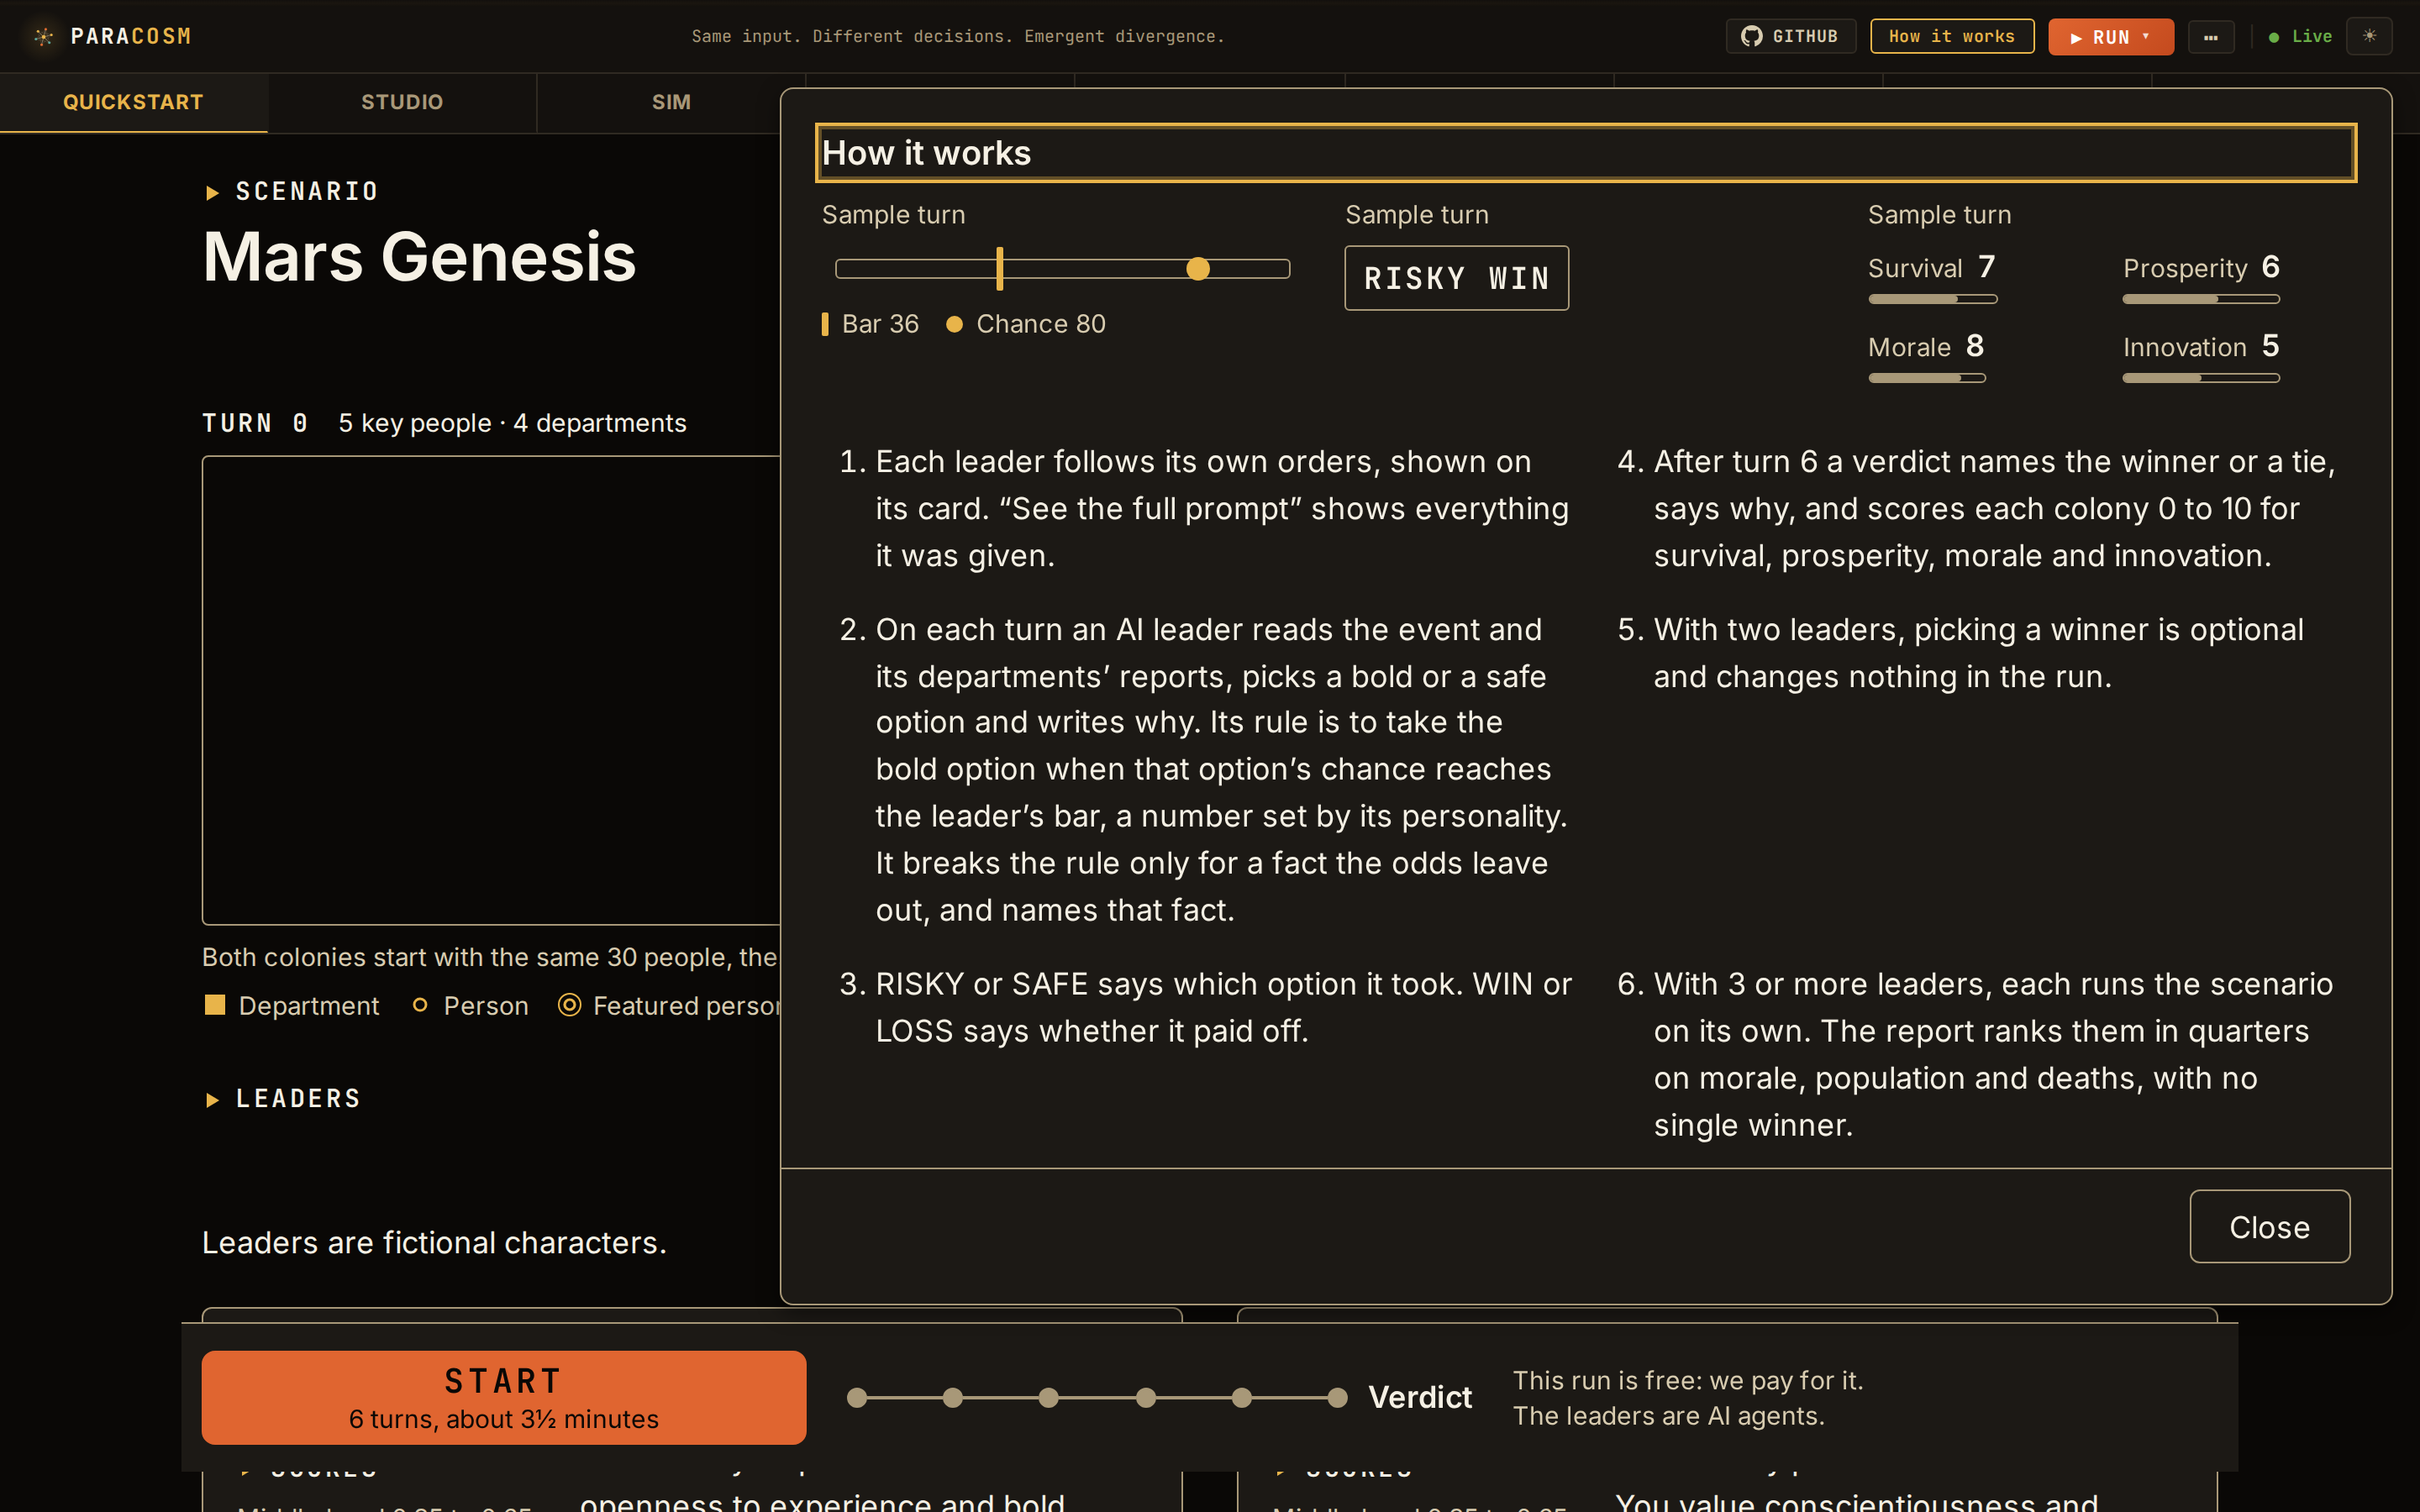 PARACOSM
Same input. Different decisions. Emergent divergence.
GITHUB
How it works
RUN
Live
QUICKSTART
STUDIO
SIM
SCENARIO
Mars Genesis
TURN 0 5 key people · 4 departments
Both colonies start with the same 30 people, the
Department Person Featured person
LEADERS
Leaders are fictional characters.
How it works
Sample turn
Bar 36 Chance 80
Sample turn
RISKY WIN
Sample turn
Survival 7
Prosperity 6
Morale 8
Innovation 5
1. Each leader follows its own orders, shown on
its card. “See the full prompt” shows everything
it was given.
2. On each turn an AI leader reads the event and
its departments’ reports, picks a bold or a safe
option and writes why. Its rule is to take the
bold option when that option’s chance reaches
the leader’s bar, a number set by its personality.
It breaks the rule only for a fact the odds leave
out, and names that fact.
3. RISKY or SAFE says which option it took. WIN or
LOSS says whether it paid off.
4. After turn 6 a verdict names the winner or a tie,
says why, and scores each colony 0 to 10 for
survival, prosperity, morale and innovation.
5. With two leaders, picking a winner is optional
and changes nothing in the run.
6. With 3 or more leaders, each runs the scenario
on its own. The report ranks them in quarters
on morale, population and deaths, with no
single winner.
Close
START
6 turns, about 3½ minutes
Verdict
This run is free: we pay for it.
The leaders are AI agents.
openness to experience and bold
You value conscientiousness and